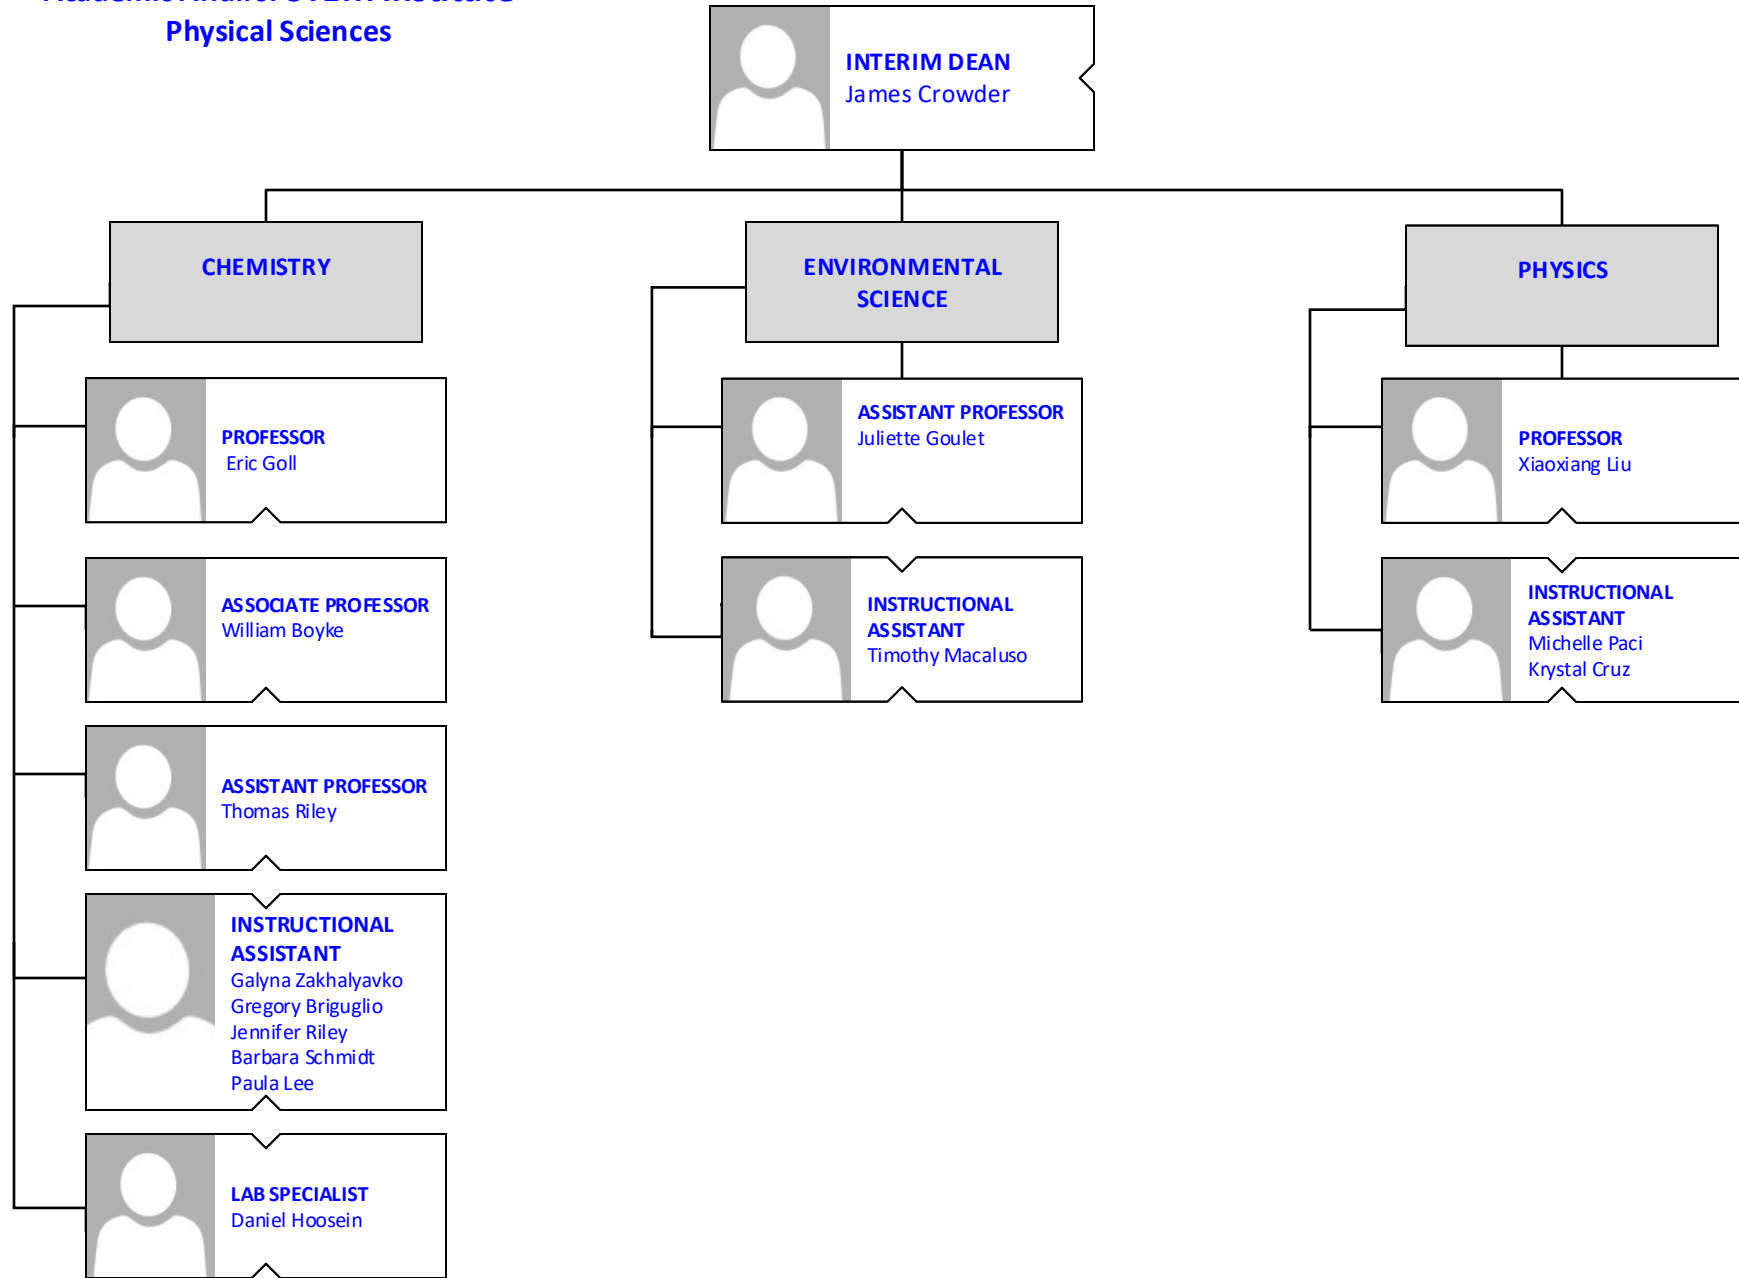 Physical Sciences
INTERIM DEAN
James Crowder
CHEMISTRY
ENVIRONMENTAL
SCIENCE
PHYSICS
PROFESSOR
Eric Goll
ASSOCIATE PROFESSOR
William Boyke
ASSISTANT PROFESSOR
Thomas Riley
INSTRUCTIONAL
ASSISTANT
Galyna Zakhalyavko
Gregory Briguglio
Jennifer Riley
Barbara Schmidt
Paula Lee
LAB SPECIALIST
Daniel Hoosein
ASSISTANT PROFESSOR
Juliette Goulet
INSTRUCTIONAL
ASSISTANT
Timothy Macaluso
PROFESSOR
Xiaoxiang Liu
INSTRUCTIONAL
ASSISTANT
Michelle Paci
Krystal Cruz